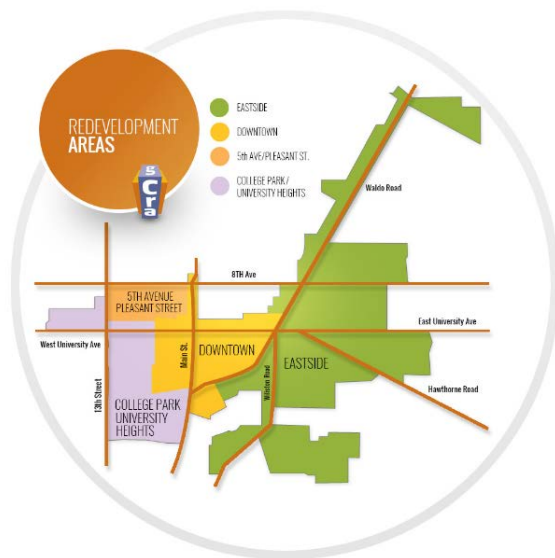 REDEVELOPMENT
AREAS
gcra
EASTSIDE
DOWNTOWN
5th AVE/PLEASANT ST.
COLLEGE PARK/
UNIVERSITY HEIGHTS
Waldo Road
8TH Ave
5TH AVENUE
PLEASANT STREET
East University Ave
West University Ave
Main St.
DOWNTOWN
EASTSIDE
Wilston Road
Hawthorne Road
13th Street
COLLEGE PARK
UNIVERSITY
HEIGHTS